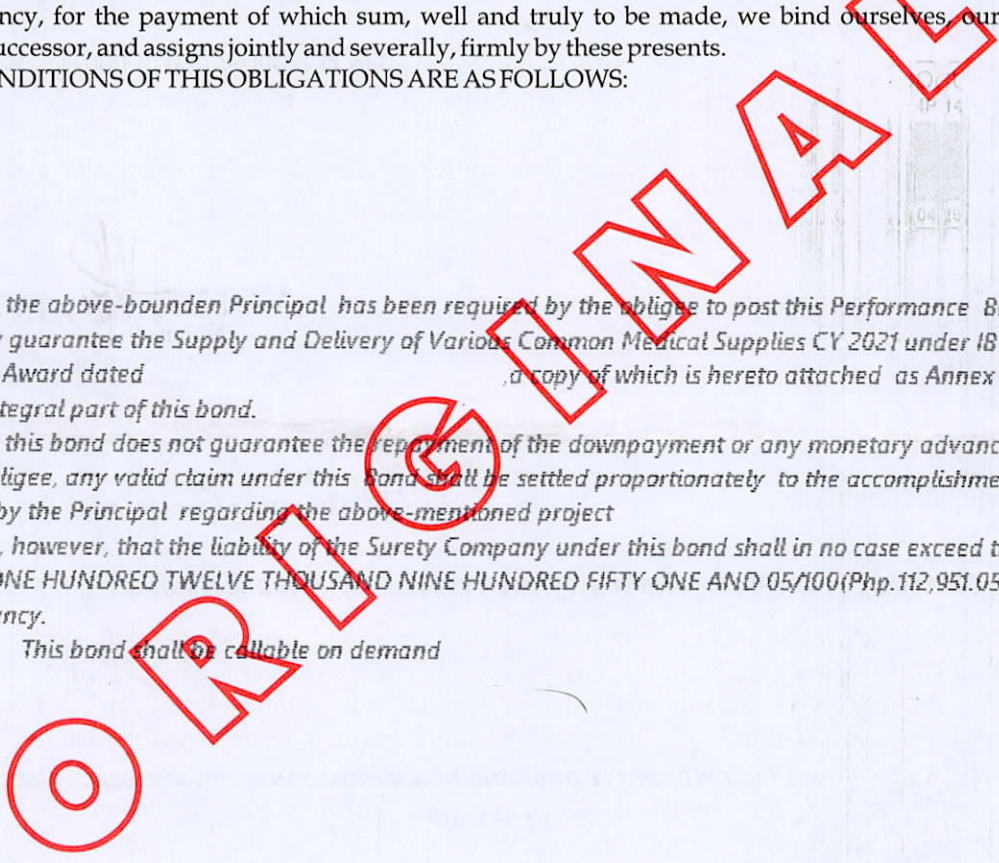 ncy, for the payment of which sum, well and truly to be made, we bind ourselves, our
uccessor, and assigns jointly and severally, firmly by these presents.
NDITIONS OF THIS OBLIGATIONS ARE AS FOLLOWS:
the above-bounden Principal has been required by the obligee to post this Performance B
guarantee the Supply and Delivery of Various Common Medical Supplies CY 2021 under IB
Award dated ,a copy of which is hereto attached as Annex
tegral part of this bond.
this bond does not guarantee the repayment of the downpayment or any monetary advanc
ligee, any valid claim under this Bond shall be settled proportionately to the accomplishme
by the Principal regarding the above-mentioned project
, however, that the liability of the Surety Company under this bond shall in no case exceed t
ONE HUNDRED TWELVE THOUSAND NINE HUNDRED FIFTY ONE AND 05/100(Php.112,951.05
ncy.
This bond shall be callable on demand
ORIGINAL